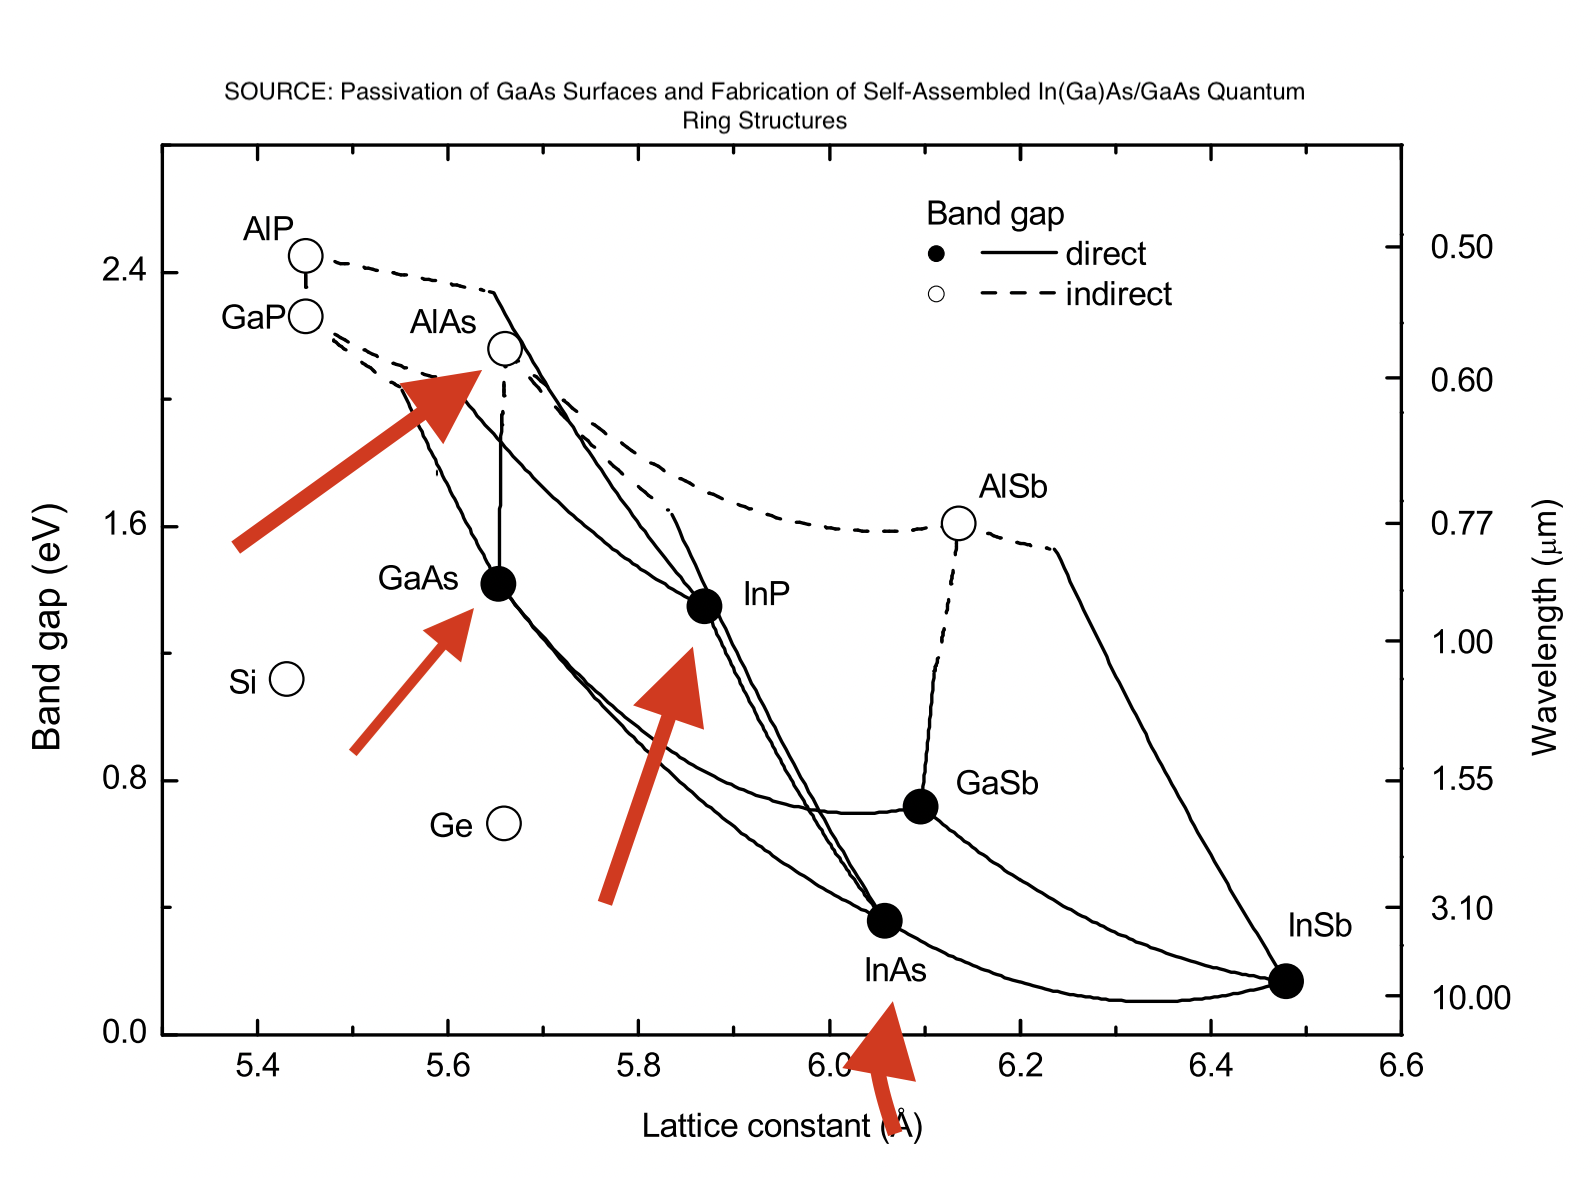 SOURCE: Passivation of GaAs Surfaces and Fabrication of Self-Assembled In(Ga)As/GaAs Quantum
Ring Structures
Band gap
direct
indirect
AlP
GaP
AlAs
AlSb
GaAs
InP
Si
GaSb
Ge
InAs
InSb
2.4
1.6
0.8
0.0
Band gap (eV)
0.50
0.60
0.77
1.00
1.55
3.10
10.00
Wavelength (μm)
5.4
5.6
5.8
6.0
6.2
6.4
6.6
Lattice constant (Å)